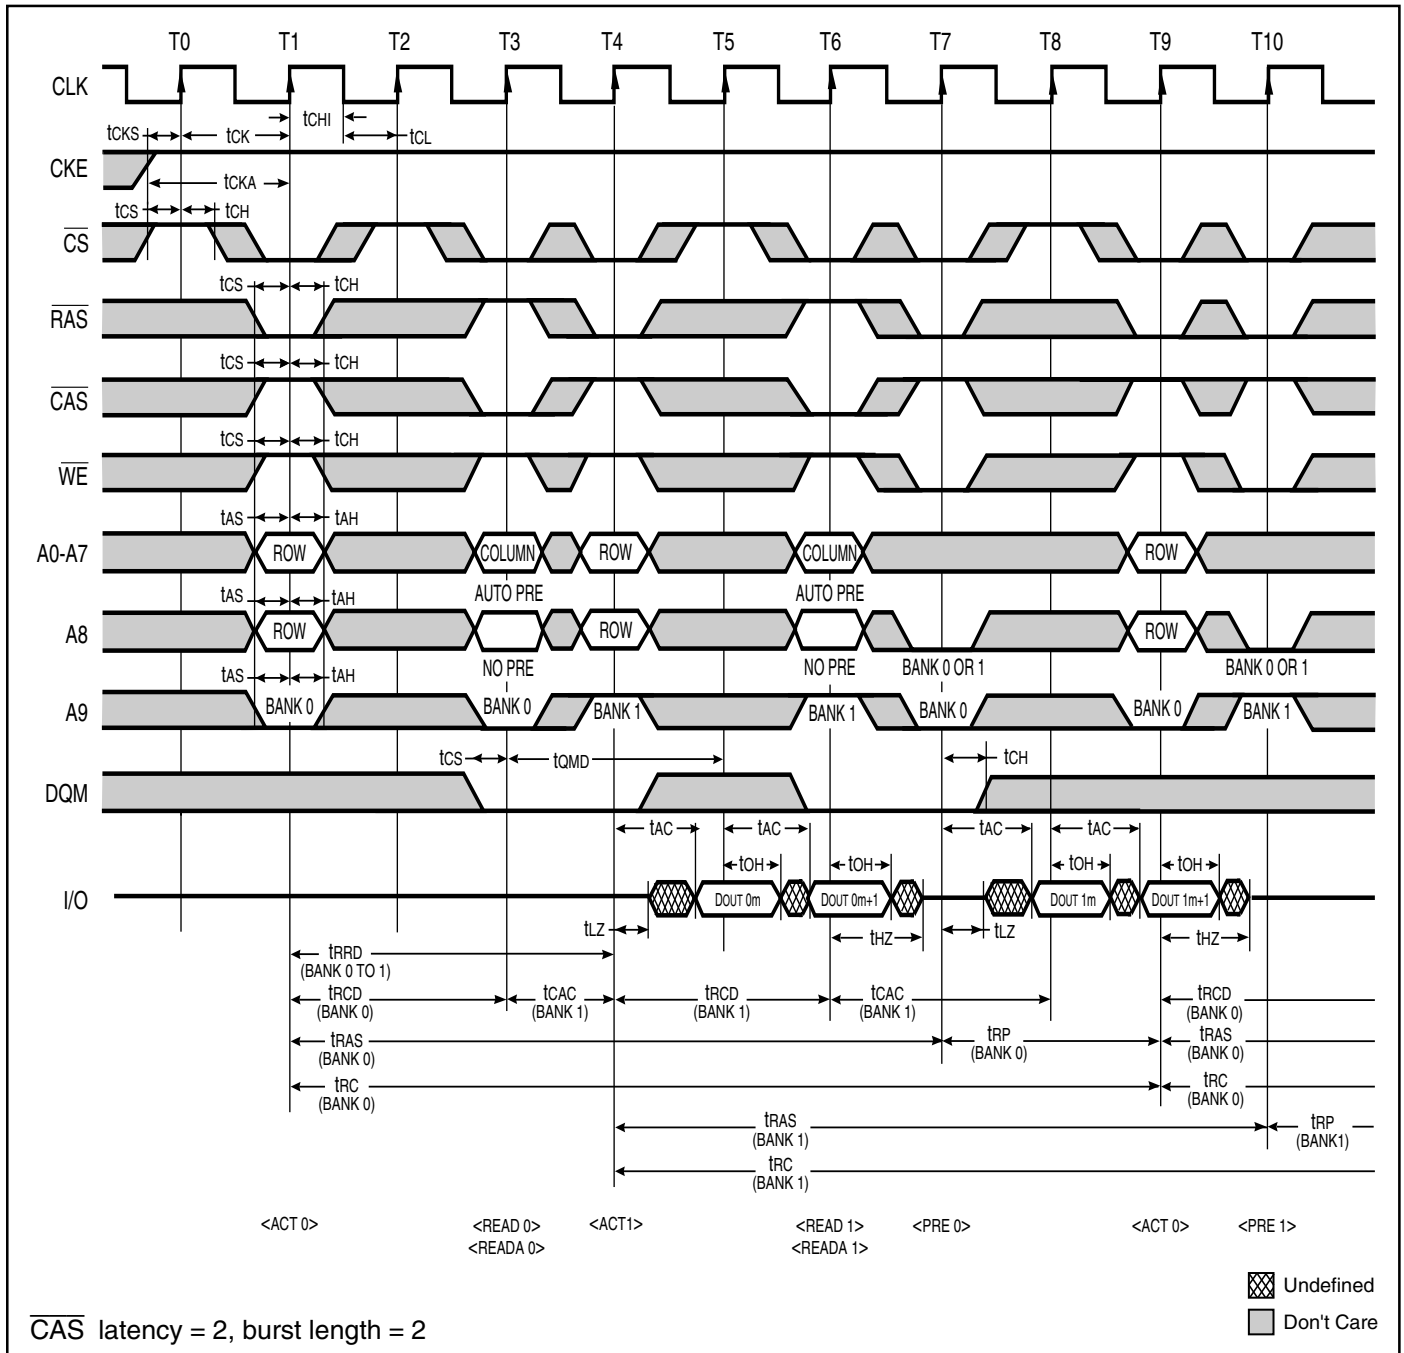 T0 T1 T2 T3 T4 T5 T6 T7 T8 T9 T10
CLK
tCHI
tCKS tCK tCL
CKE
tCKA
tCS tCH
CS
tCS tCH
RAS
tCS tCH
CAS
tCS tCH
WE
tAS tAH
A0-A7 ROW COLUMN ROW COLUMN ROW
AUTO PRE AUTO PRE
tAS tAH
A8 ROW ROW ROW
NO PRE NO PRE BANK 0 OR 1 BANK 0 OR 1
tAS tAH
A9 BANK 0 BANK 0 BANK 1 BANK 1 BANK 0 BANK 0 BANK 1
tCS tQMD tCH
DQM
tAC tAC tAC tAC
tOH tOH tOH tOH
I/O DOUT 0m DOUT 0m+1 DOUT 1m DOUT 1m+1
tLZ tHZ tLZ tHZ
tRRD
(BANK 0 TO 1)
tRCD tCAC tRCD tCAC tRCD
(BANK 0) (BANK 1) (BANK 1) (BANK 1) (BANK 0)
tRAS tRP tRAS
(BANK 0) (BANK 0) (BANK 0)
tRC tRC
(BANK 0) (BANK 0)
tRAS tRP
(BANK 1) (BANK1)
tRC
(BANK 1)
<ACT 0> <READ 0> <ACT1> <READ 1> <PRE 0> <ACT 0> <PRE 1>
<READA 0> <READA 1>
Undefined
Don't Care
CAS latency = 2, burst length = 2